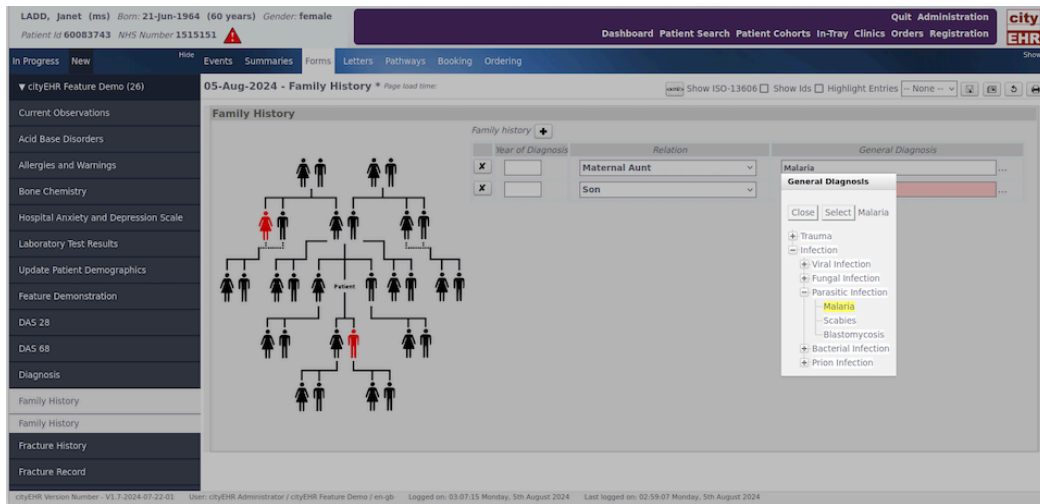 LADD, Janet (ms) Born: 21-Jun-1964 (60 years) Gender: female
Patient Id 60083743 NHS Number 1515151
Quit Administration
Dashboard Patient Search Patient Cohorts In-Tray Clinics Orders Registration
city
EHR
In Progress New Hide
Events Summaries Forms Letters Pathways Booking Ordering
Show
▼ cityEHR Feature Demo (26)
Current Observations
Acid Base Disorders
Allergies and Warnings
Bone Chemistry
Hospital Anxiety and Depression Scale
Laboratory Test Results
Update Patient Demographics
Feature Demonstration
DAS 28
DAS 68
Diagnosis
Family History
Family History
Fracture History
Fracture Record
05-Aug-2024 - Family History * Page load time:
Show ISO-13606 Show Ids Highlight Entries -- None --
Family History
Family history +
Year of Diagnosis Relation General Diagnosis
X Maternal Aunt Malaria ...
X Son ...
Patient
General Diagnosis
Close Select Malaria
Trauma
Infection
Viral Infection
Fungal Infection
Parasitic Infection
Malaria
Scabies
Blastomycosis
Bacterial Infection
Prion Infection
cityEHR Version Number - V1.7-2024-07-22-01 User: cityEHR Administrator / cityEHR Feature Demo / en-gb Logged on: 03:07:15 Monday, 5th August 2024 Last logged on: 02:59:07 Monday, 5th August 2024